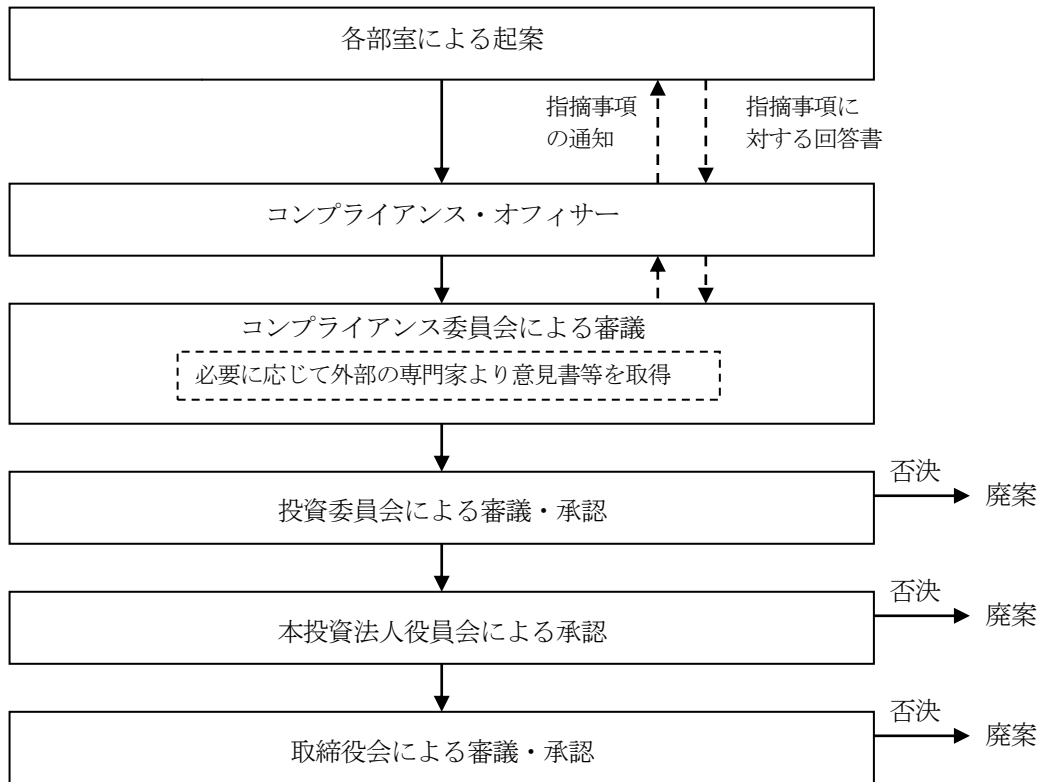 各部室による起案
指摘事項
の通知
指摘事項に
対する回答書
コンプライアンス・オフィサー
コンプライアンス委員会による審議
必要に応じて外部の専門家より意見書等を取得
否決
廃案
投資委員会による審議・承認
否決
廃案
本投資法人役員会による承認
否決
廃案
取締役会による審議・承認